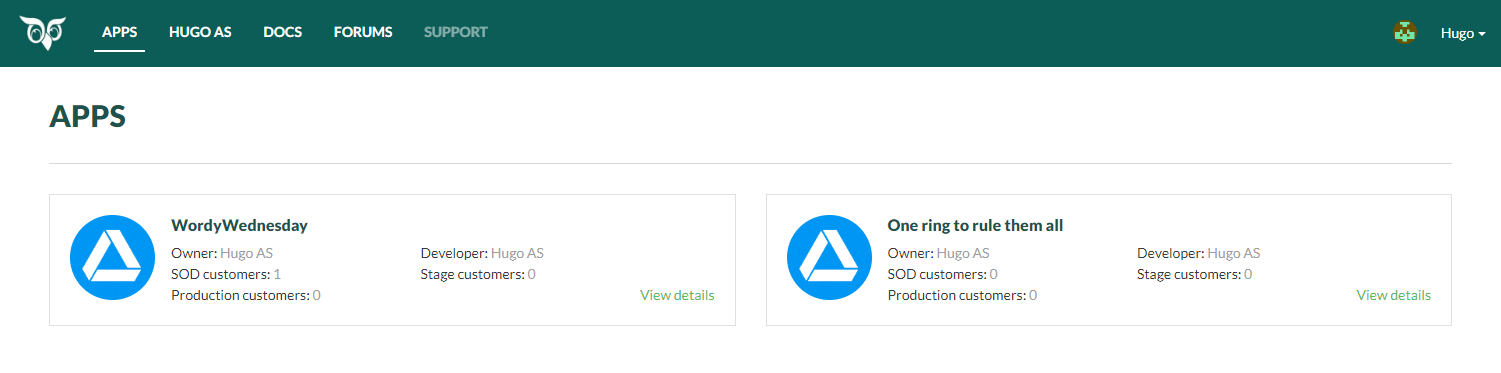 APPS HUGO AS DOCS FORUMS SUPPORT Hugo
APPS
WordyWednesday
Owner: Hugo AS Developer: Hugo AS
SOD customers: 1 Stage customers: 0
Production customers: 0 View details
One ring to rule them all
Owner: Hugo AS Developer: Hugo AS
SOD customers: 0 Stage customers: 0
Production customers: 0 View details